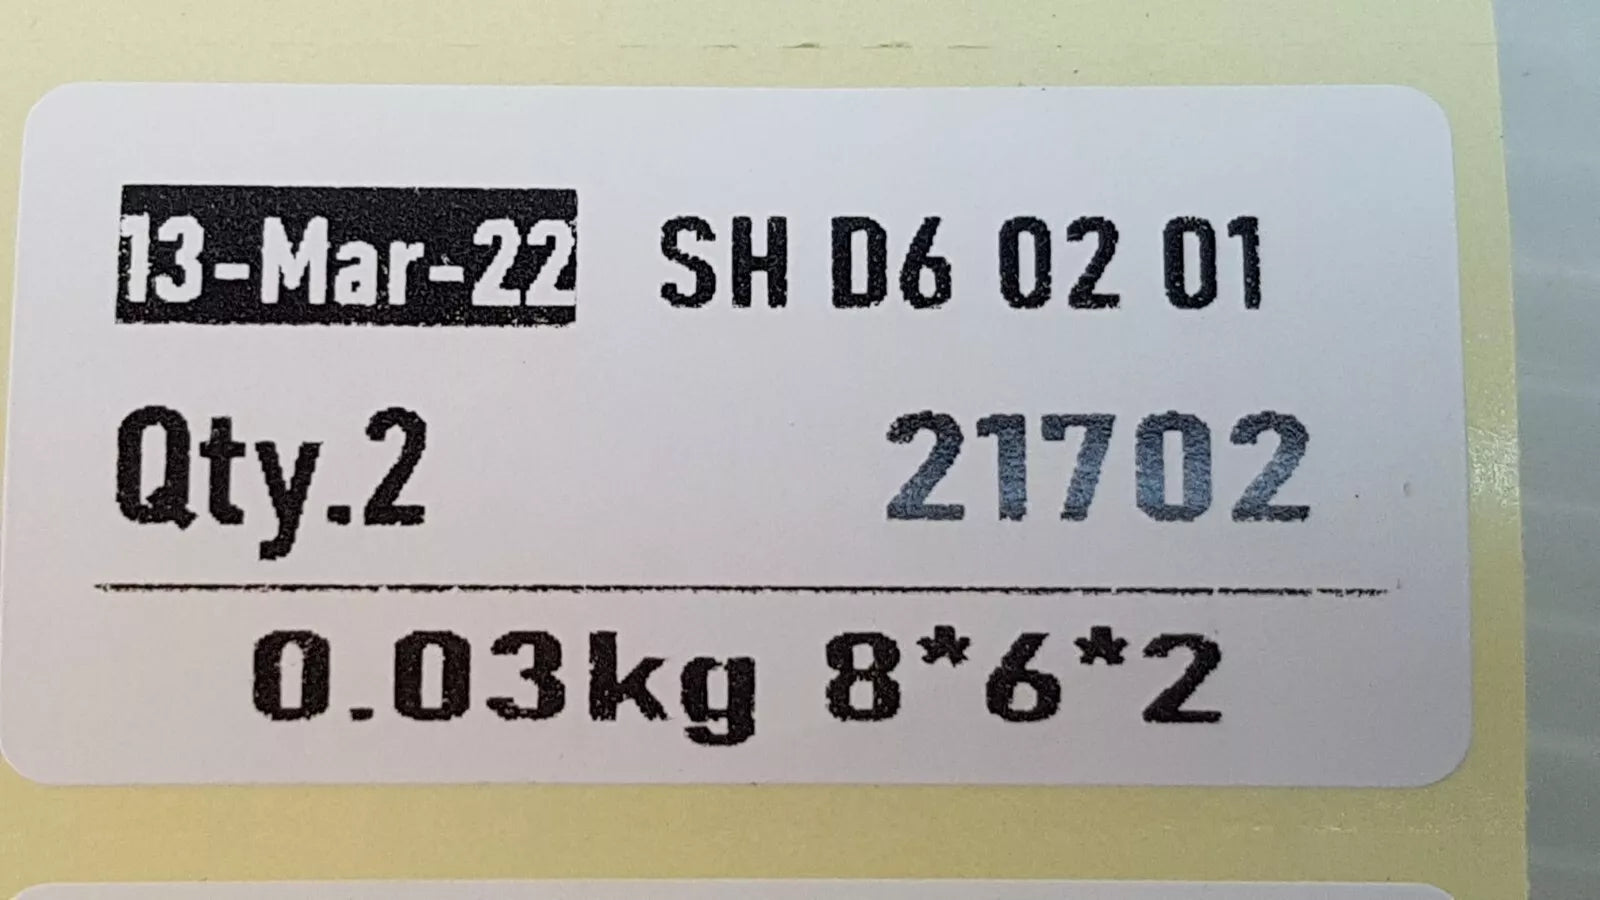 13-Mar-22 SH D6 02 01
Qty.2 21702
0.03kg 8*6*2